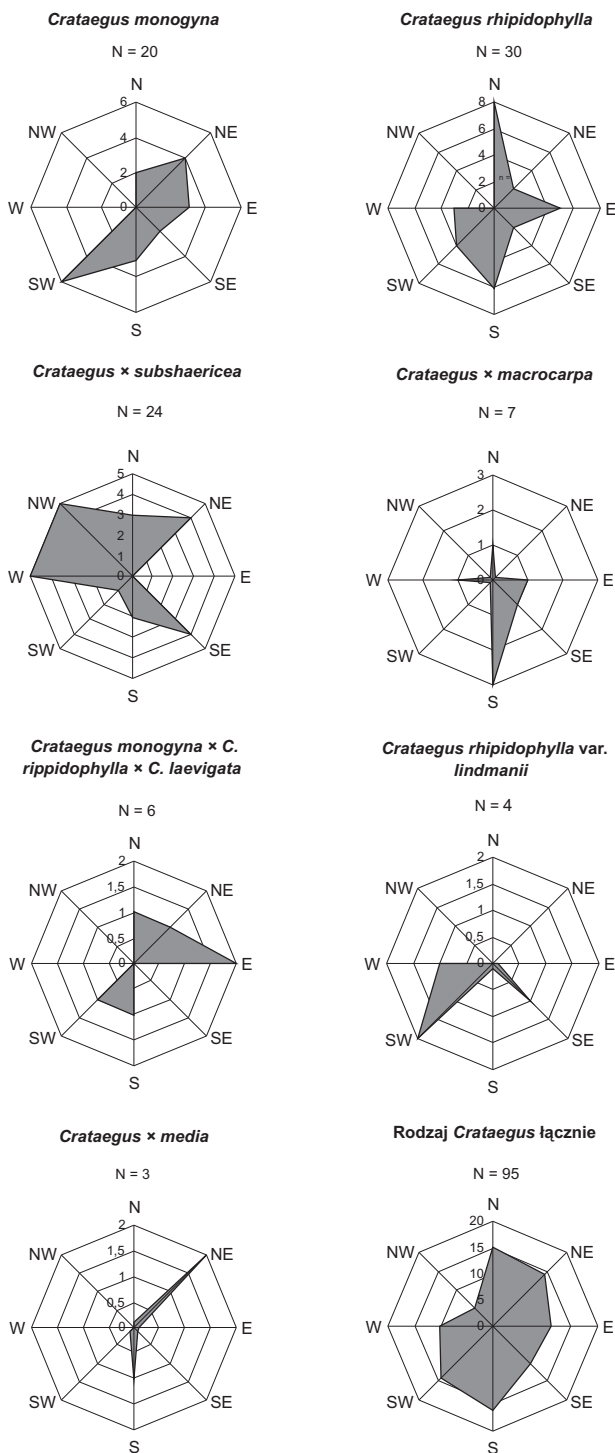 Crataegus monogyna
N = 20
N
NE
E
SE
S
SW
W
NW
6
4
2
0
Crataegus rhipidophylla
N = 30
N
NE
E
SE
S
SW
W
NW
8
6
4
2
0
n =
Crataegus × subshaericea
N = 24
N
NE
E
SE
S
SW
W
NW
5
4
3
2
1
0
Crataegus × macrocarpa
N = 7
N
NE
E
SE
S
SW
W
NW
3
2
1
0
Crataegus monogyna × C.
rippidophylla × C. laevigata
N = 6
N
NE
E
SE
S
SW
W
NW
2
1,5
1
0,5
0
Crataegus rhipidophylla var.
lindmanii
N = 4
N
NE
E
SE
S
SW
W
NW
2
1,5
1
0,5
0
Crataegus × media
N = 3
N
NE
E
SE
S
SW
W
NW
2
1,5
1
0,5
0
Rodzaj Crataegus łącznie
N = 95
N
NE
E
SE
S
SW
W
NW
20
15
10
5
0